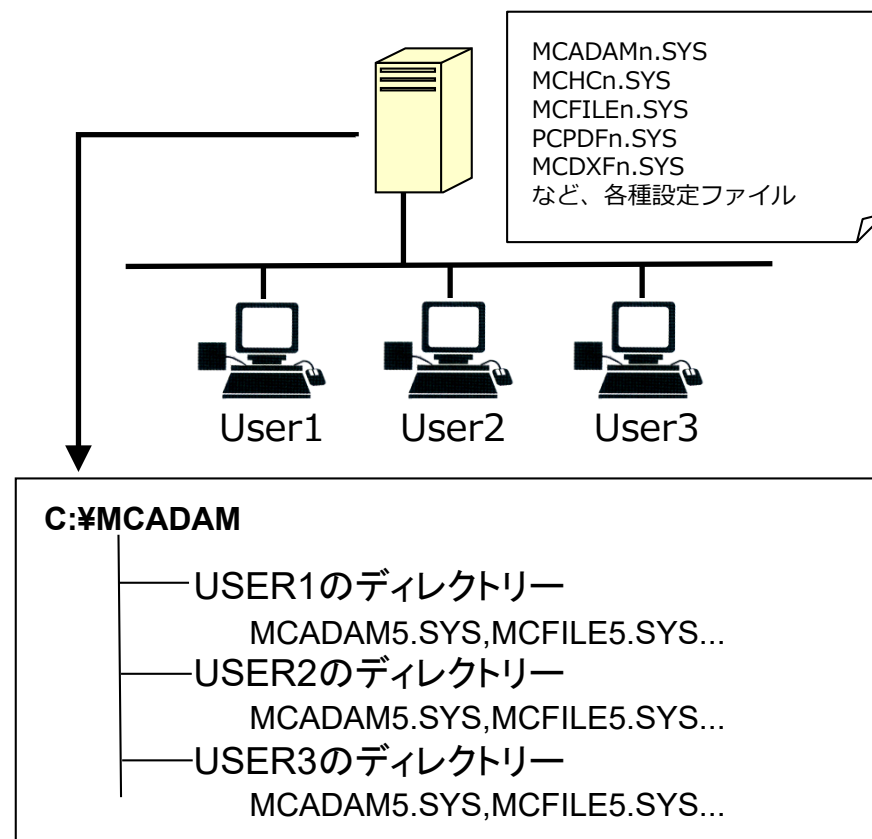 MCADAMn.SYS
MCHCn.SYS
MCFILEn.SYS
PCPDFn.SYS
MCDXFn.SYS
など、各種設定ファイル
User1
User2
User3
C:¥MCADAM
USER1のディレクトリー
MCADAM5.SYS,MCFILE5.SYS...
USER2のディレクトリー
MCADAM5.SYS,MCFILE5.SYS...
USER3のディレクトリー
MCADAM5.SYS,MCFILE5.SYS...